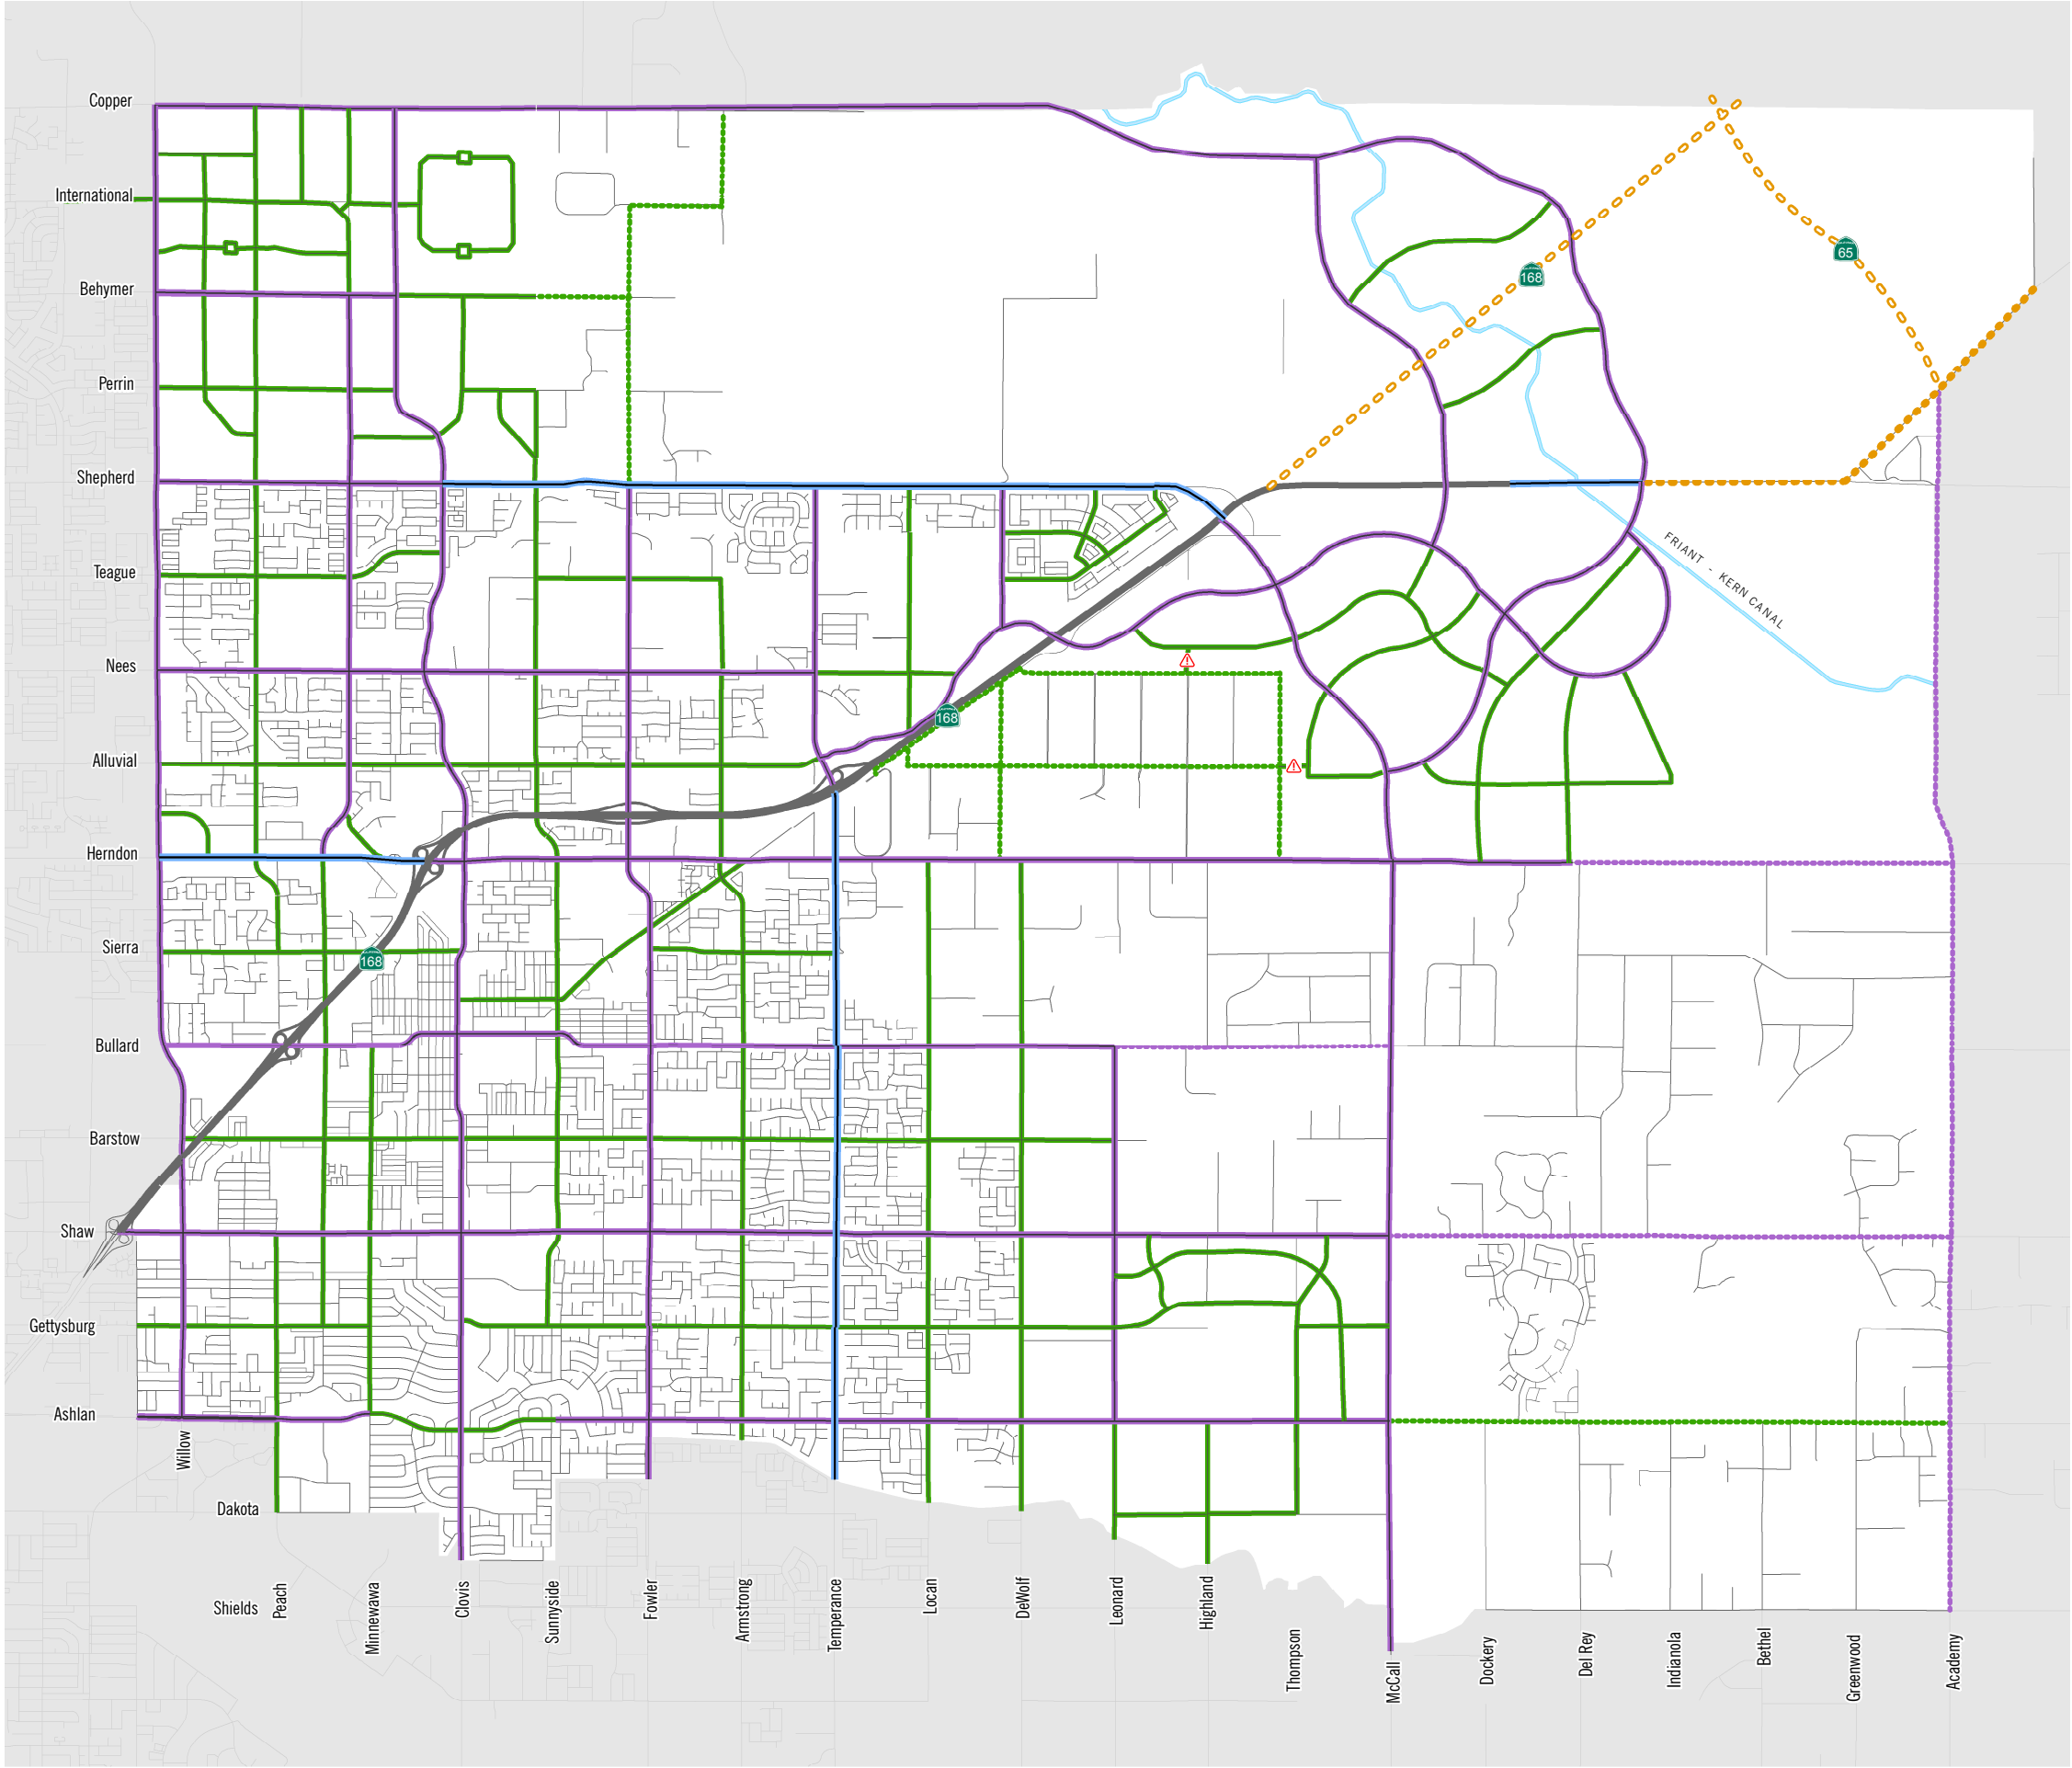 Copper
International
Behymer
Perrin
Shepherd
Teague
Nees
Alluvial
Herndon
Sierra
Bullard
Barstow
Shaw
Gettysburg
Ashlan
Dakota
Shields
65
168
168
168
FRIANT - KERN CANAL
Willow
Peach
Minnewawa
Clovis
Sunnyside
Fowler
Armstrong
Temperance
Locan
DeWolf
Leonard
Highland
Thompson
McCall
Dockery
Del Rey
Indianola
Bethel
Greenwood
Academy